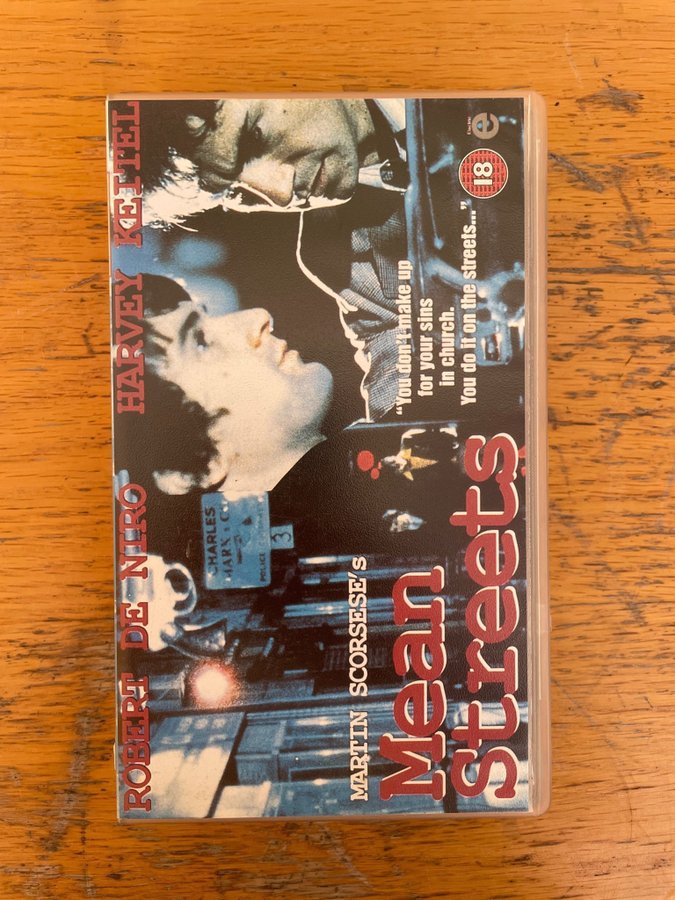 ROBERT DE NIRO HARVEY KEITEL
CHARLES
POLICE 3
MARTIN SCORSESE's
Mean
Streets
"You don't make up
for your sins
in church.
You do it on the streets..."
18
e